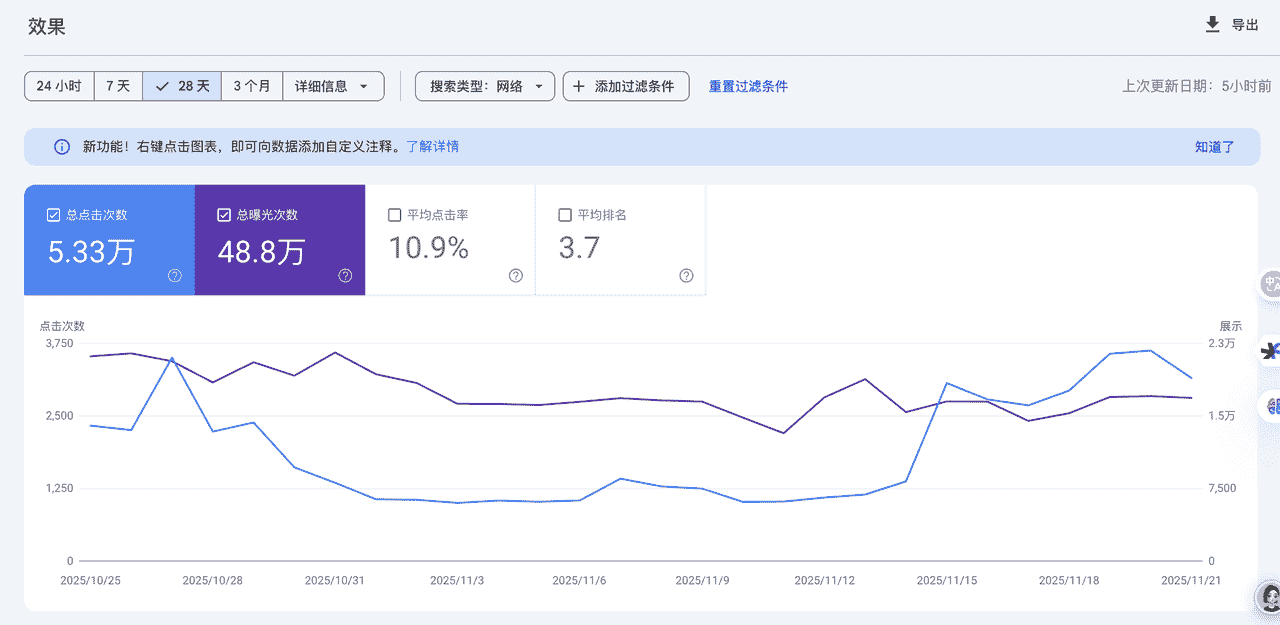 效果
导出
24 小时 7 天 28 天 3 个月 详细信息 搜索类型：网络 添加过滤条件 重置过滤条件 上次更新日期：5小时前
新功能！右键点击图表，即可向数据添加自定义注释。了解详情 知道了
总点击次数 总曝光次数 平均点击率 平均排名
5.33万 48.8万 10.9% 3.7
点击次数 展示
3,750 2.3万
2,500 1.5万
1,250 7,500
0 0
2025/10/25 2025/10/28 2025/10/31 2025/11/3 2025/11/6 2025/11/9 2025/11/12 2025/11/15 2025/11/18 2025/11/21